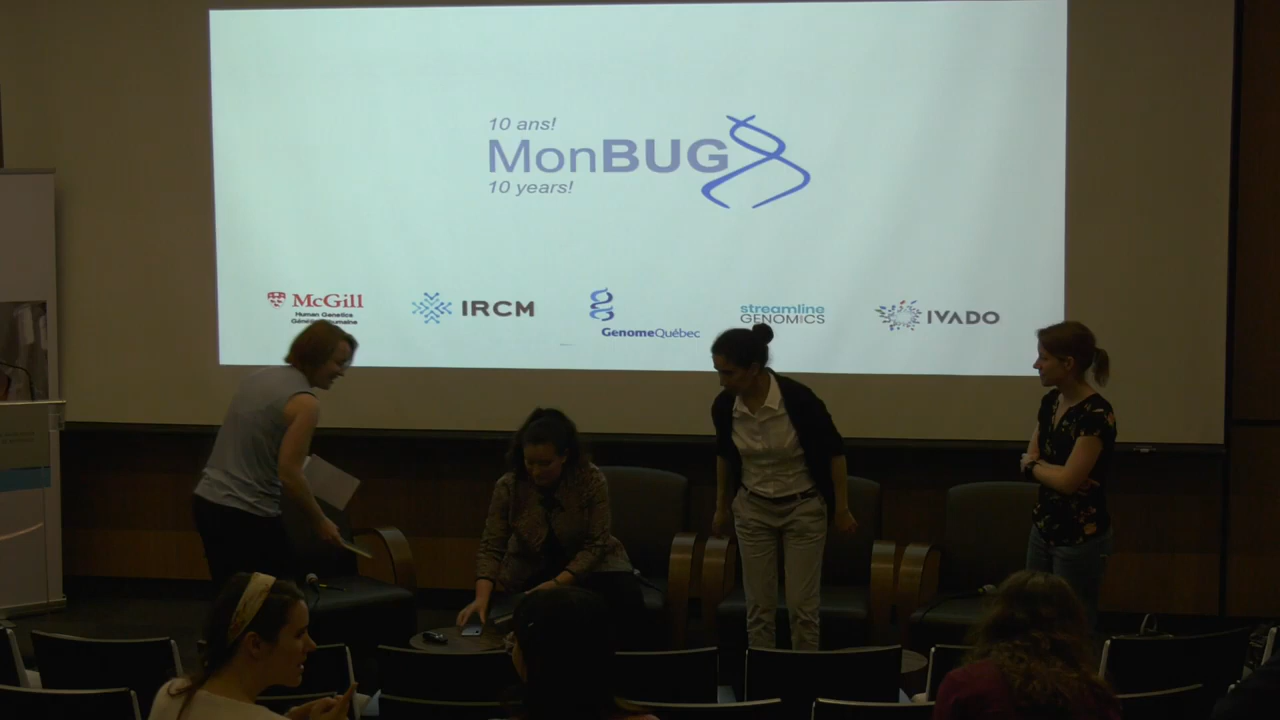 10 ans!
MonBUG
10 years!
McGill
Human Genetics
IRCM
GenomeQuébec
streamline
GENOMICS
IVADO